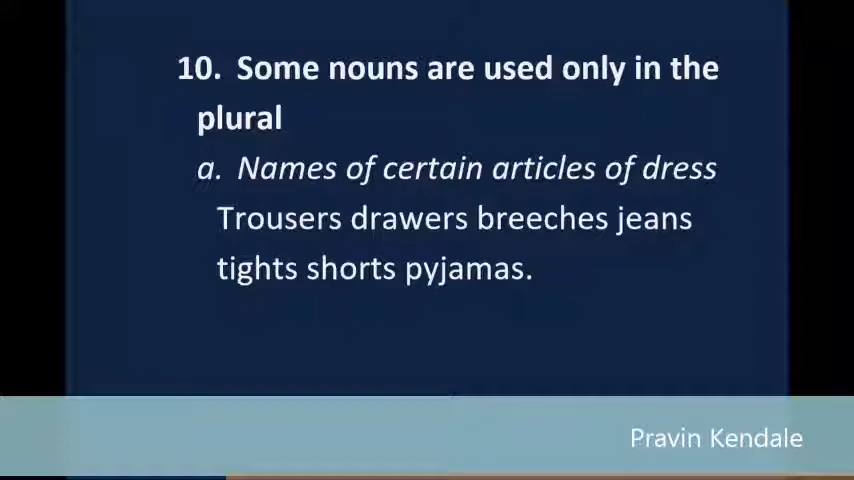 10. Some nouns are used only in the
plural
a. Names of certain articles of dress
Trousers drawers breeches jeans
tights shorts pyjamas.
Pravin Kendale